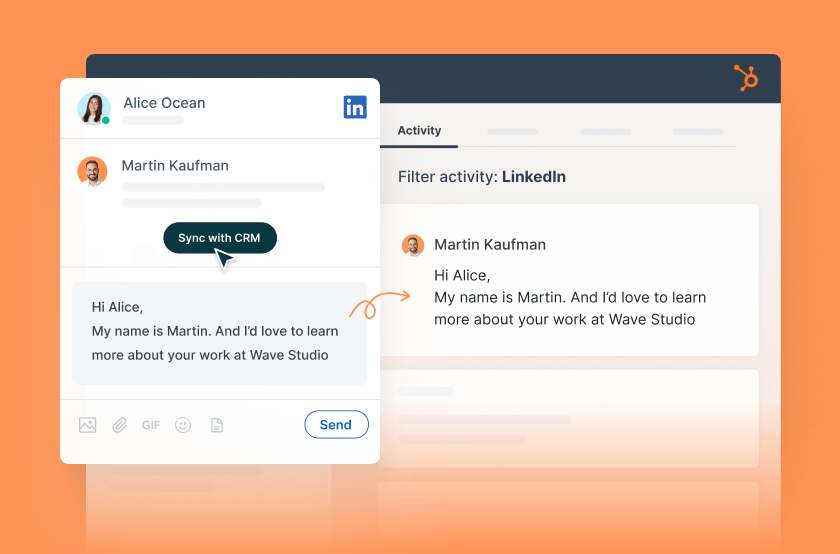 Alice Ocean
in
Martin Kaufman
Sync with CRM
Hi Alice,
My name is Martin. And I’d love to learn
more about your work at Wave Studio
GIF
Send
Activity
Filter activity: LinkedIn
Martin Kaufman
Hi Alice,
My name is Martin. And I’d love to learn
more about your work at Wave Studio